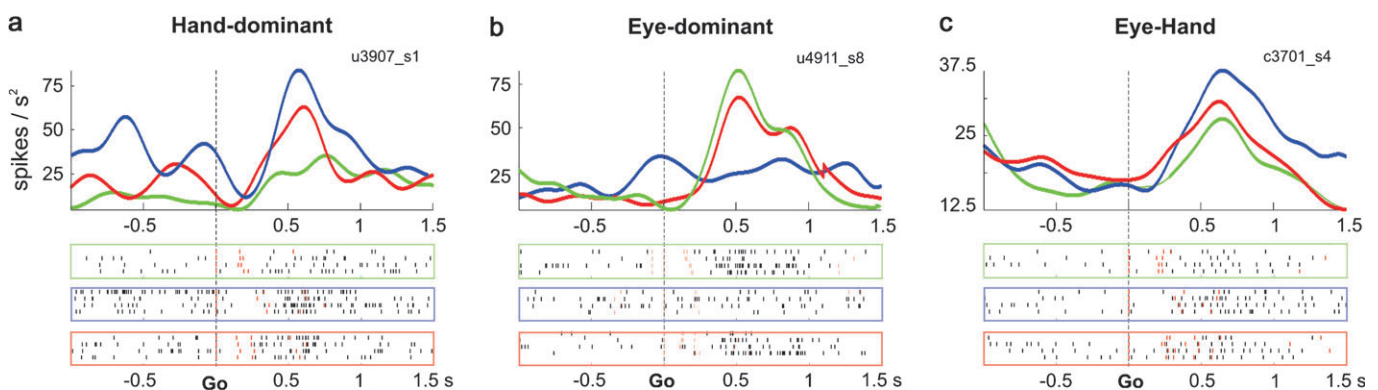 a Hand-dominant b Eye-dominant c Eye-Hand
u3907_s1 u4911_s8 c3701_s4
spikes / s²
75
50
25
-0.5 0.5 1 1.5
75
50
25
-0.5 0.5 1 1.5
37.5
25
12.5
-0.5 0 0.5 1 1.5
-0.5 Go 0.5 1 1.5 s
-0.5 Go 0.5 1 1.5 s
-0.5 Go 0.5 1 1.5 s